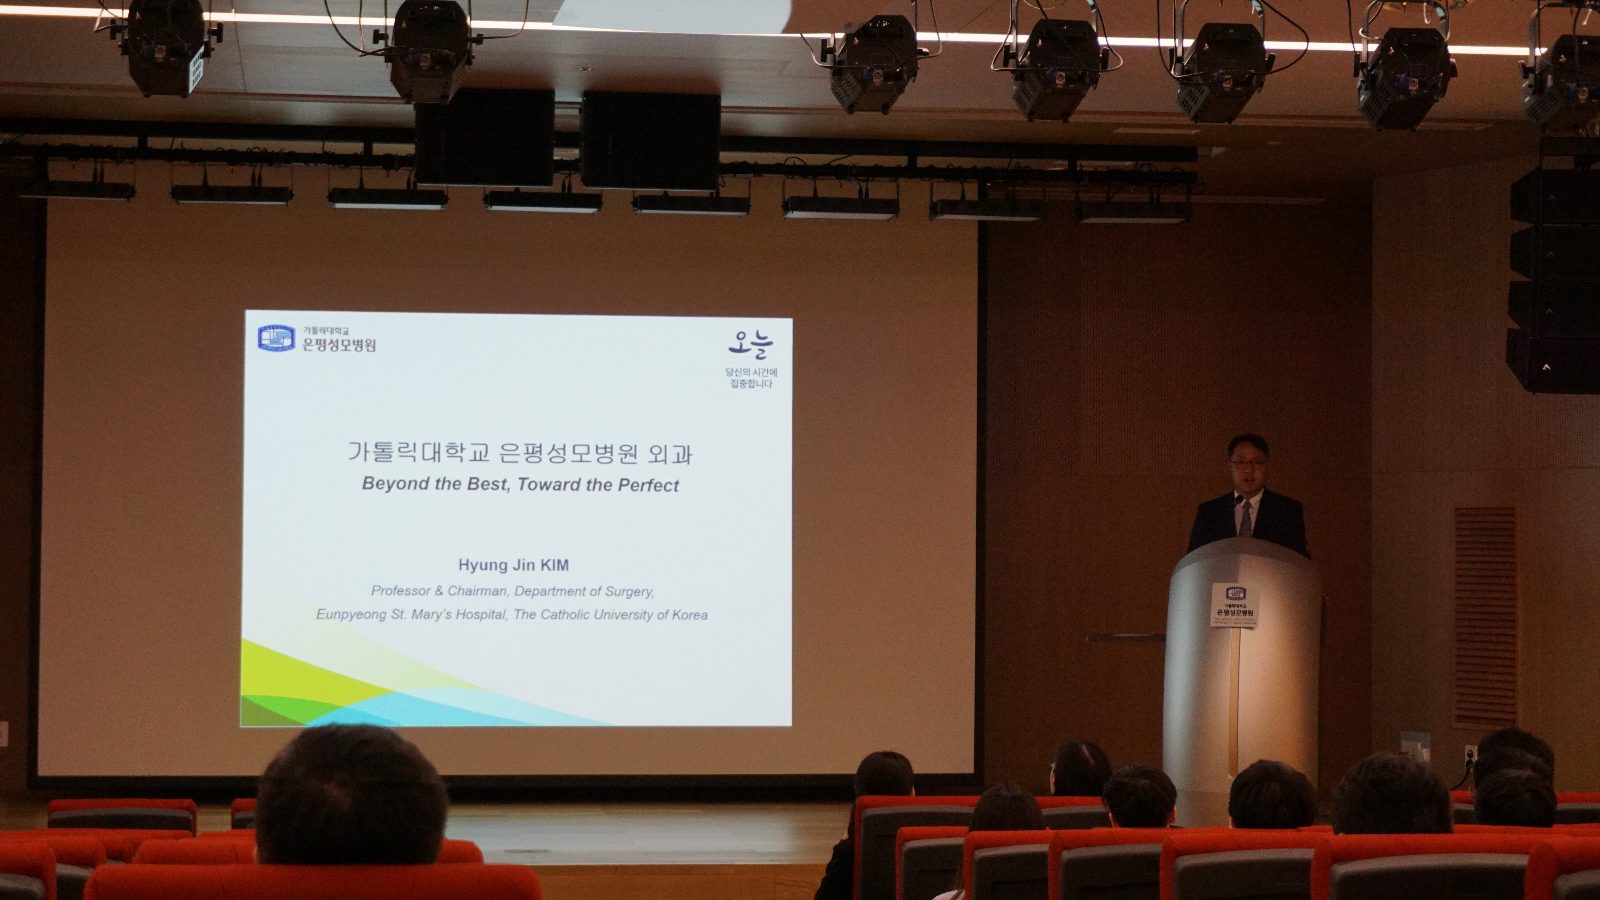 가톨릭대학교
은평성모병원
오늘
당신의 시간에
집중합니다
가톨릭대학교 은평성모병원 외과
Beyond the Best, Toward the Perfect
Hyung Jin KIM
Professor & Chairman, Department of Surgery,
Eunpyeong St. Mary's Hospital, The Catholic University of Korea
가톨릭대학교
은평성모병원